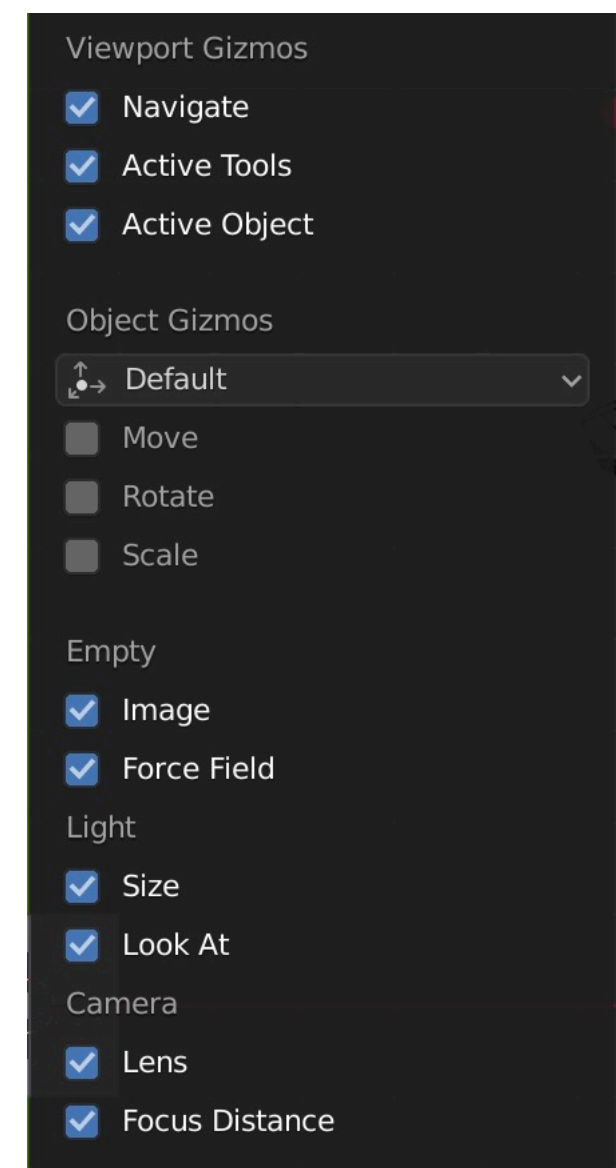 Viewport Gizmos
Navigate
Active Tools
Active Object
Object Gizmos
Default
Move
Rotate
Scale
Empty
Image
Force Field
Light
Size
Look At
Camera
Lens
Focus Distance